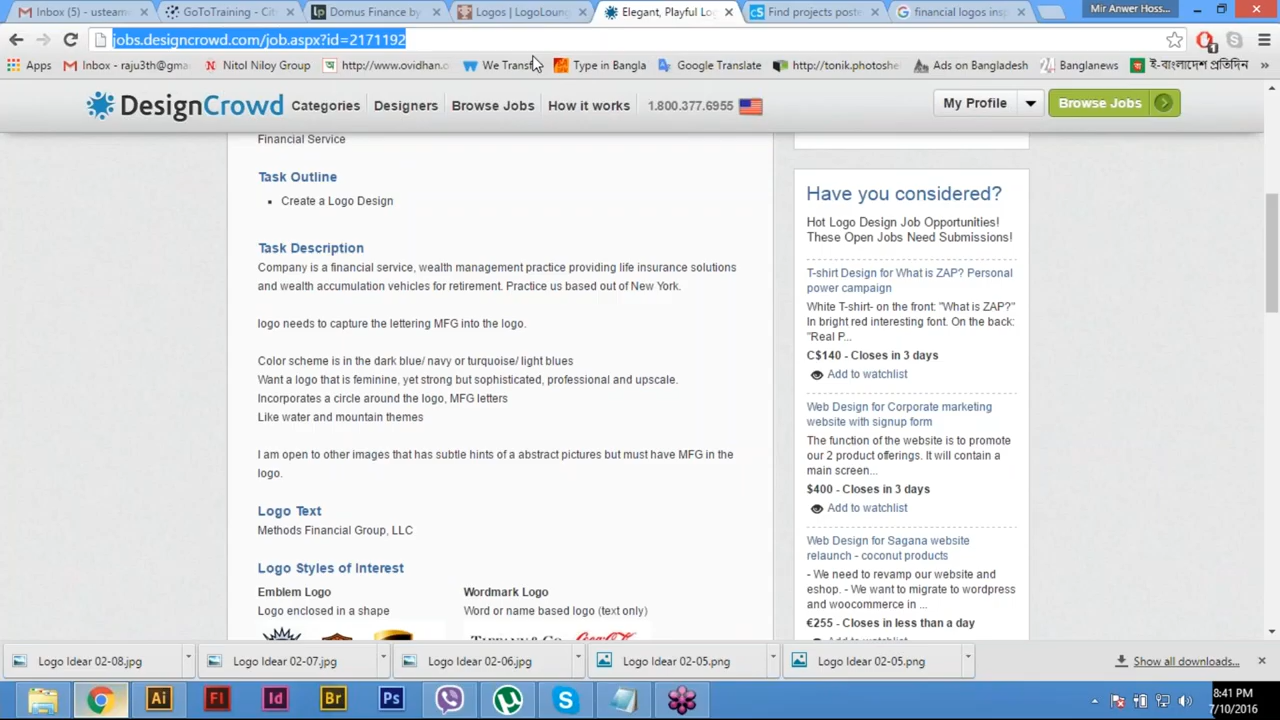 Inbox (5) - usteam
GoToTraining - Cit
Domus Finance by
Logos | LogoLoung
Elegant, Playful Lo
Find projects poste
financial logos insp
Mir Anwer Hoss...
jobs.designcrowd.com/job.aspx?id=2171192
Apps
Inbox - raju3th@gma
Nitol Niloy Group
http://www.ovidhan.o
We Transf
Type in Bangla
Google Translate
http://tonik.photoshe
Ads on Bangladesh
Banglanews
ই-বাংলাদেশ প্রতিদিন
DesignCrowd
Categories
Designers
Browse Jobs
How it works
1.800.377.6955
My Profile
Browse Jobs
Financial Service
Task Outline
Create a Logo Design
Task Description
Company is a financial service, wealth management practice providing life insurance solutions
and wealth accumulation vehicles for retirement. Practice us based out of New York.
logo needs to capture the lettering MFG into the logo.
Color scheme is in the dark blue/ navy or turquoise/ light blues
Want a logo that is feminine, yet strong but sophisticated, professional and upscale.
Incorporates a circle around the logo, MFG letters
Like water and mountain themes
I am open to other images that has subtle hints of a abstract pictures but must have MFG in the
logo.
Logo Text
Methods Financial Group, LLC
Logo Styles of Interest
Emblem Logo
Logo enclosed in a shape
Wordmark Logo
Word or name based logo (text only)
Have you considered?
Hot Logo Design Job Opportunities!
These Open Jobs Need Submissions!
T-shirt Design for What is ZAP? Personal
power campaign
White T-shirt- on the front: "What is ZAP?"
In bright red interesting font. On the back:
"Real P...
C$140 - Closes in 3 days
Add to watchlist
Web Design for Corporate marketing
website with signup form
The function of the website is to promote
our 2 product offerings. It will contain a
main screen...
$400 - Closes in 3 days
Add to watchlist
Web Design for Sagana website
relaunch - coconut products
- We need to revamp our website and
eshop. - We want to migrate to wordpress
and woocommerce in ...
€255 - Closes in less than a day
Add to watchlist
Logo Idear 02-08.jpg
Logo Idear 02-07.jpg
Logo Idear 02-06.jpg
Logo Idear 02-05.png
Logo Idear 02-05.png
Show all downloads...
Ai
Fl
Id
Br
Ps
8:41 PM
7/10/2016